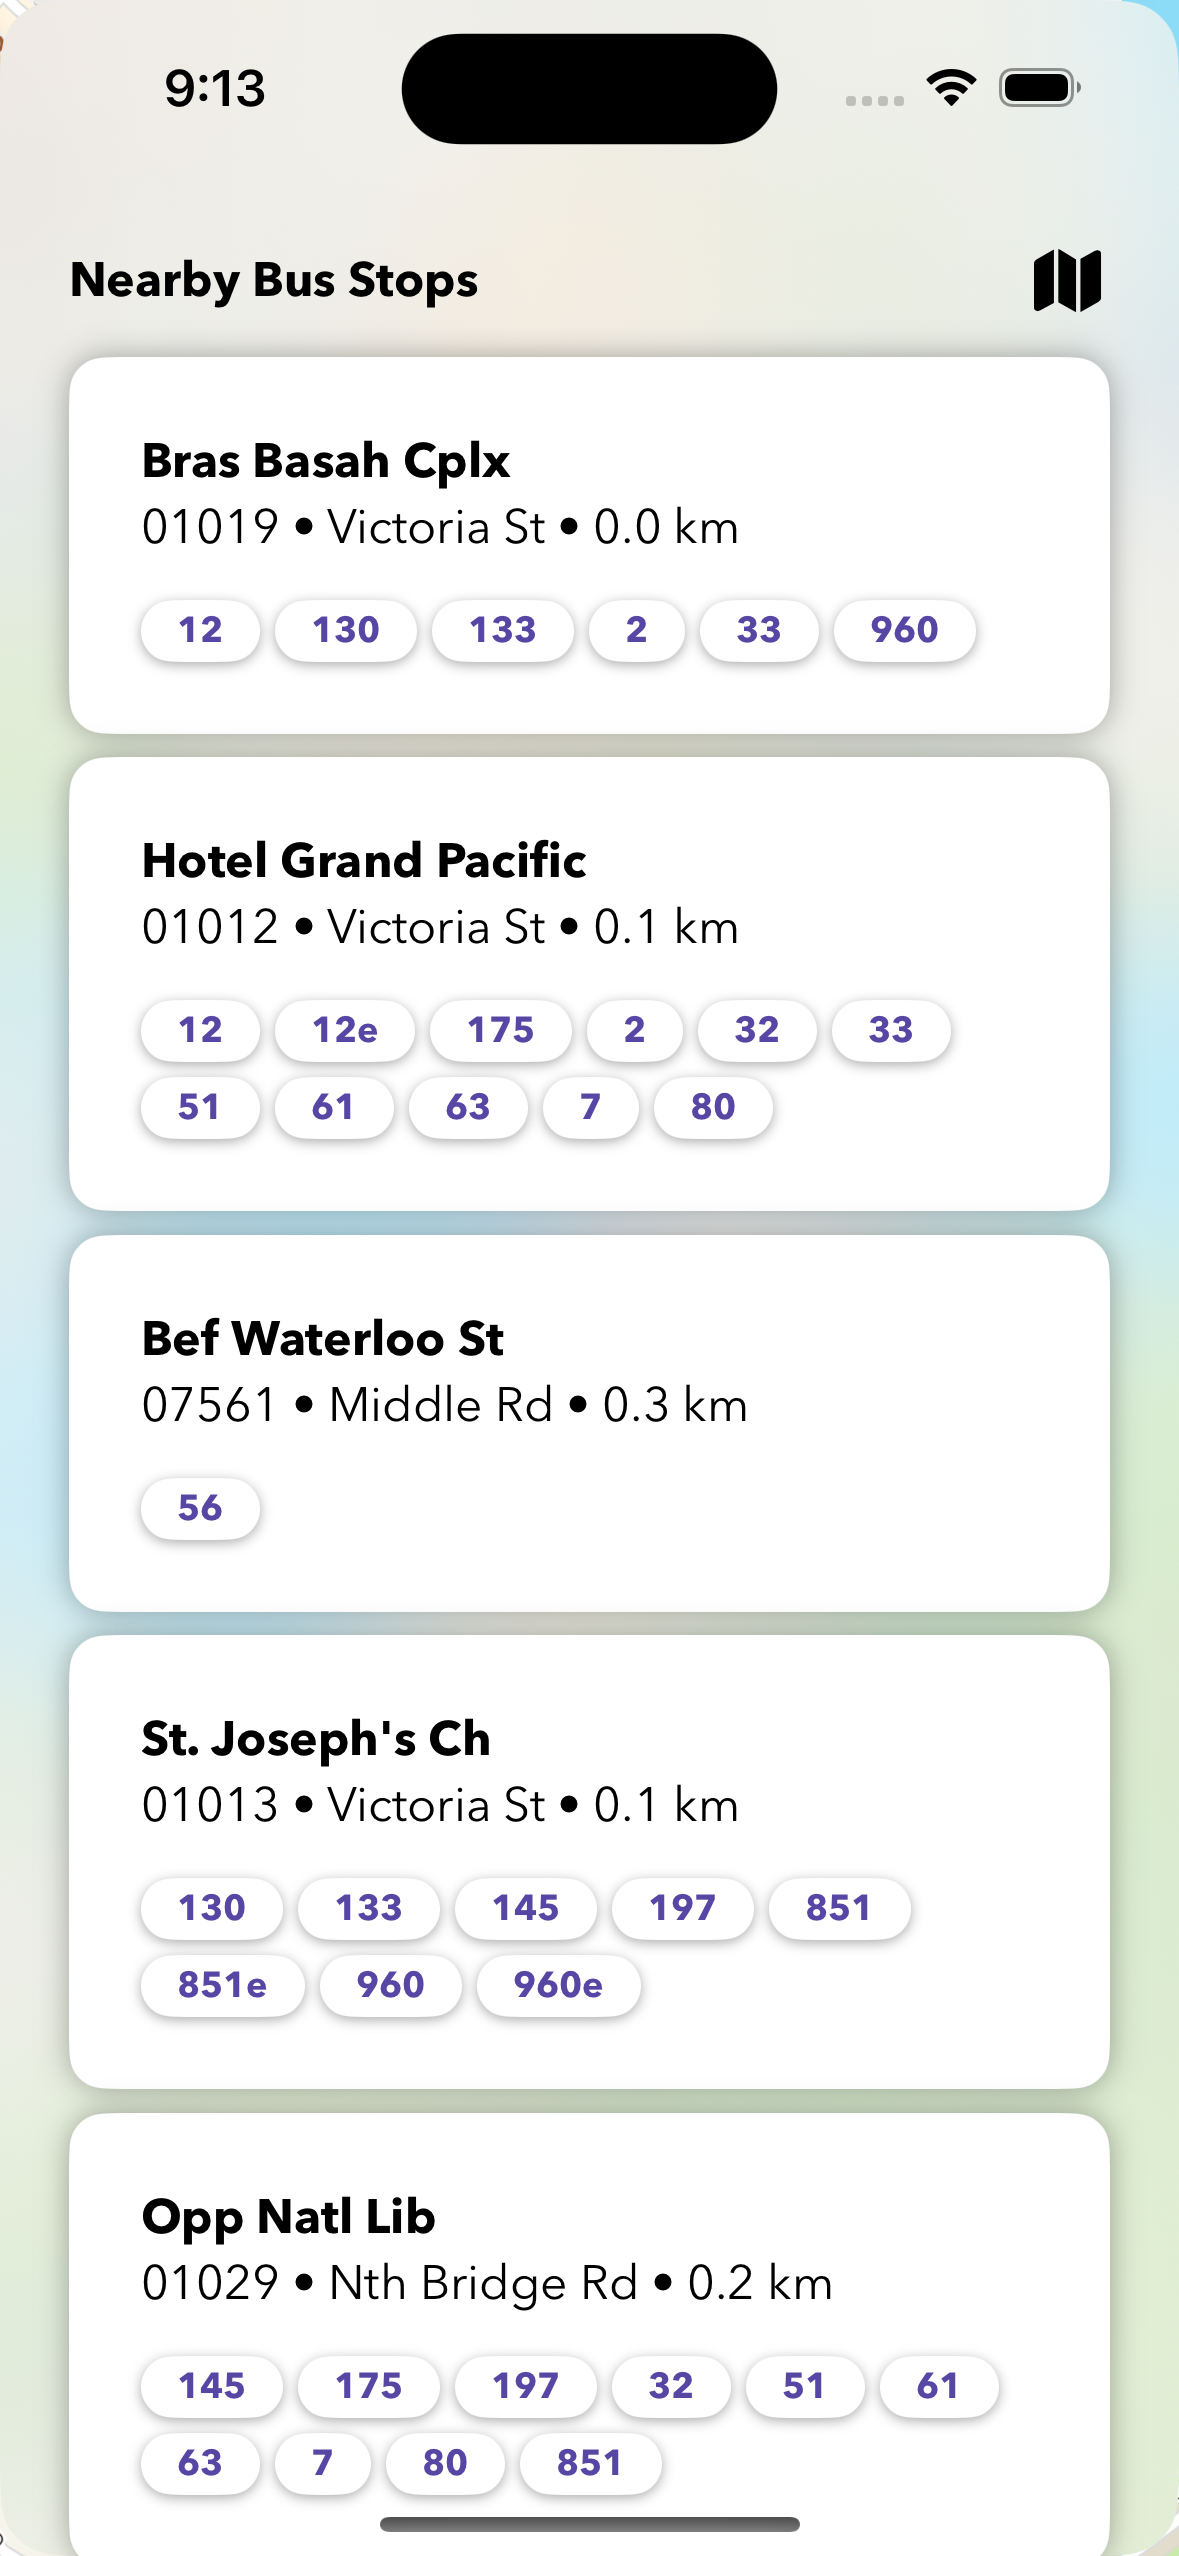 9:13
Nearby Bus Stops
Bras Basah Cplx
01019 • Victoria St • 0.0 km
12 130 133 2 33 960
Hotel Grand Pacific
01012 • Victoria St • 0.1 km
12 12e 175 2 32 33
51 61 63 7 80
Bef Waterloo St
07561 • Middle Rd • 0.3 km
56
St. Joseph's Ch
01013 • Victoria St • 0.1 km
130 133 145 197 851
851e 960 960e
Opp Natl Lib
01029 • Nth Bridge Rd • 0.2 km
145 175 197 32 51 61
63 7 80 851